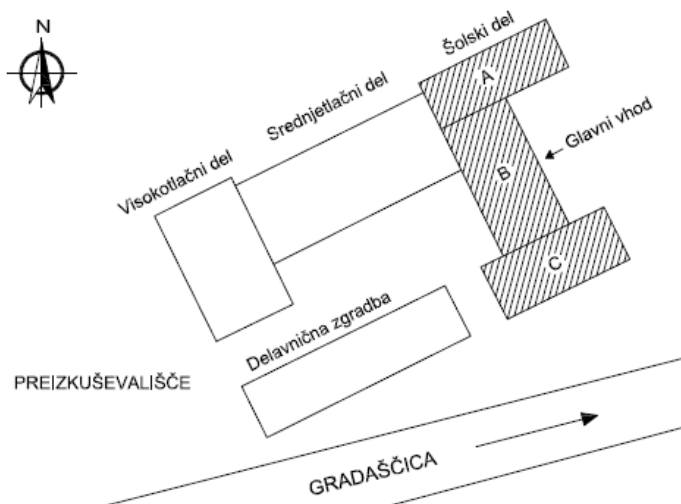 N
Šolski del
A
Srednjetlačni del
Glavni vhod
Visokotlačni del
B
C
Delavnična zgradba
PREIZKUŠEVALIŠČE
GRADAŠČICA